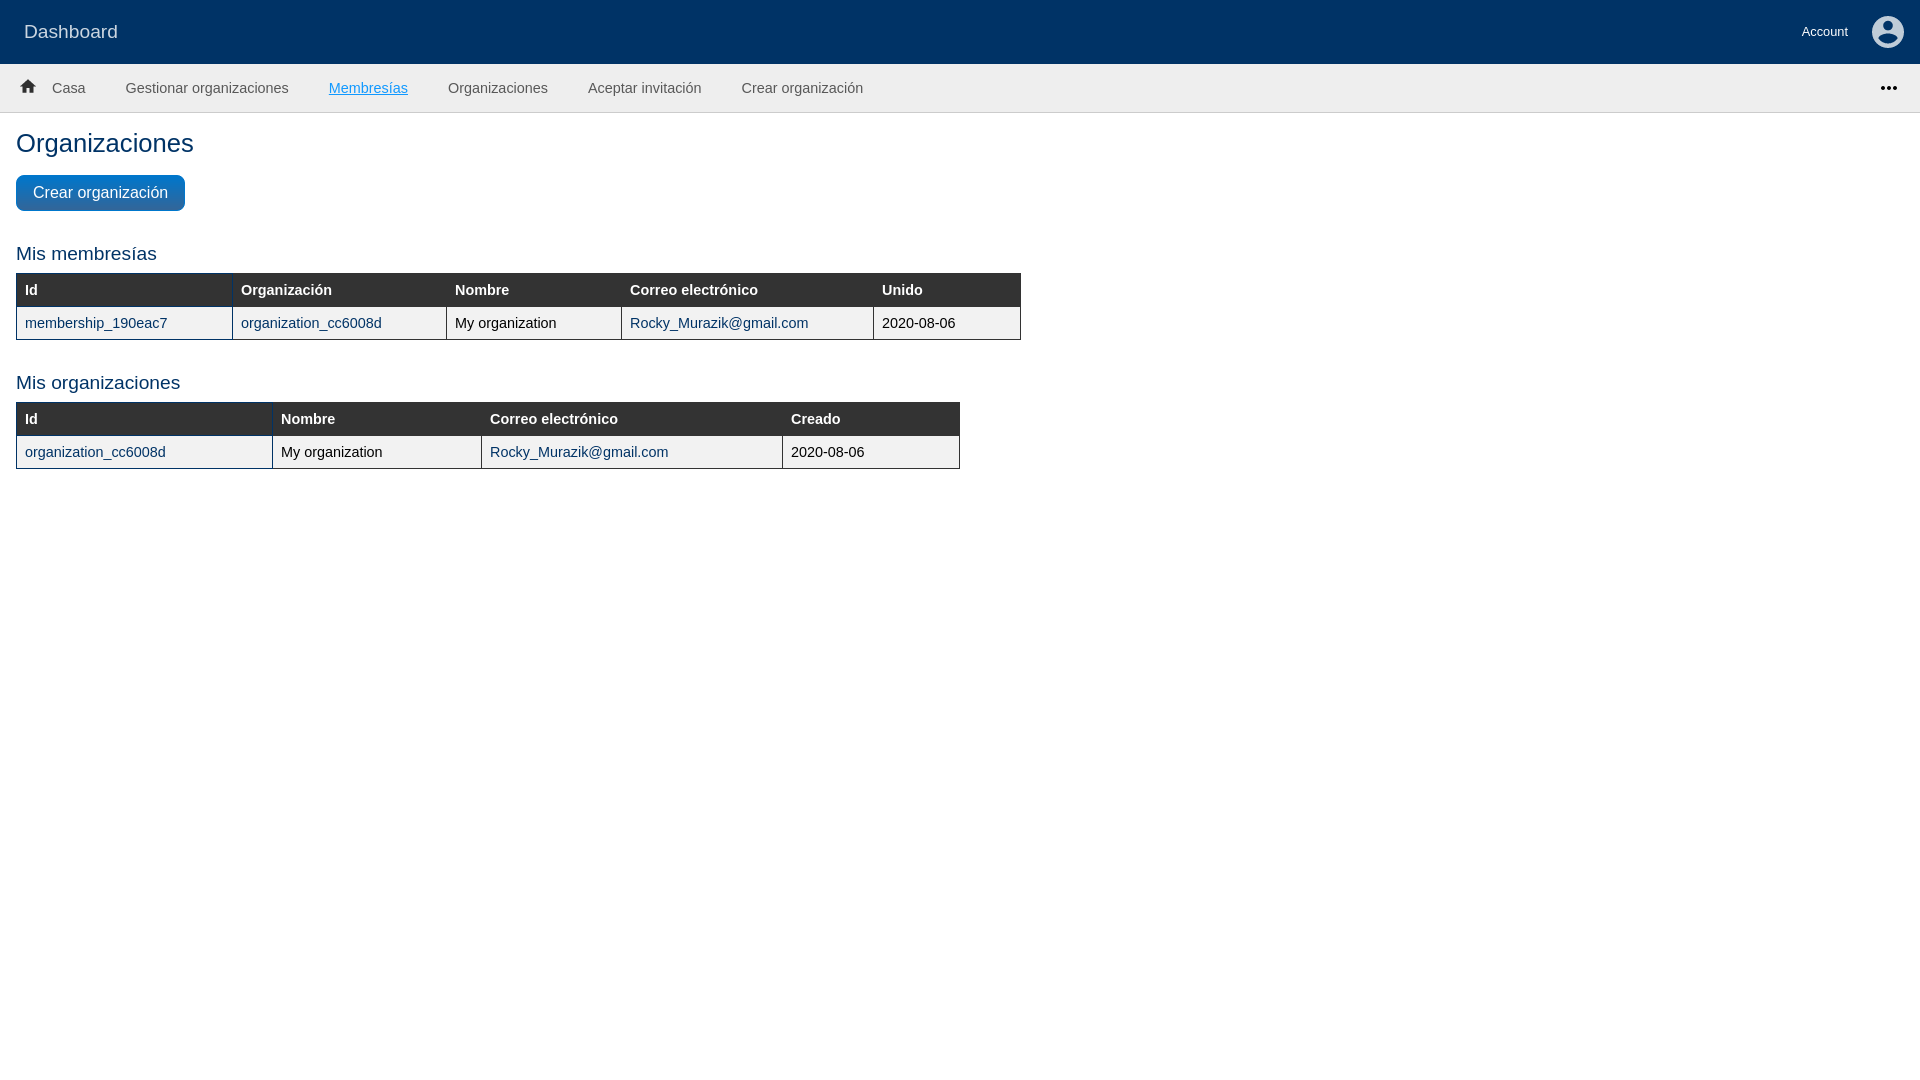 Dashboard
Account
Casa Gestionar organizaciones Membresías Organizaciones Aceptar invitación Crear organización
Organizaciones
Crear organización
Mis membresías
Id Organización Nombre Correo electrónico Unido
membership_190eac7 organization_cc6008d My organization Rocky_Murazik@gmail.com 2020-08-06
Mis organizaciones
Id Nombre Correo electrónico Creado
organization_cc6008d My organization Rocky_Murazik@gmail.com 2020-08-06